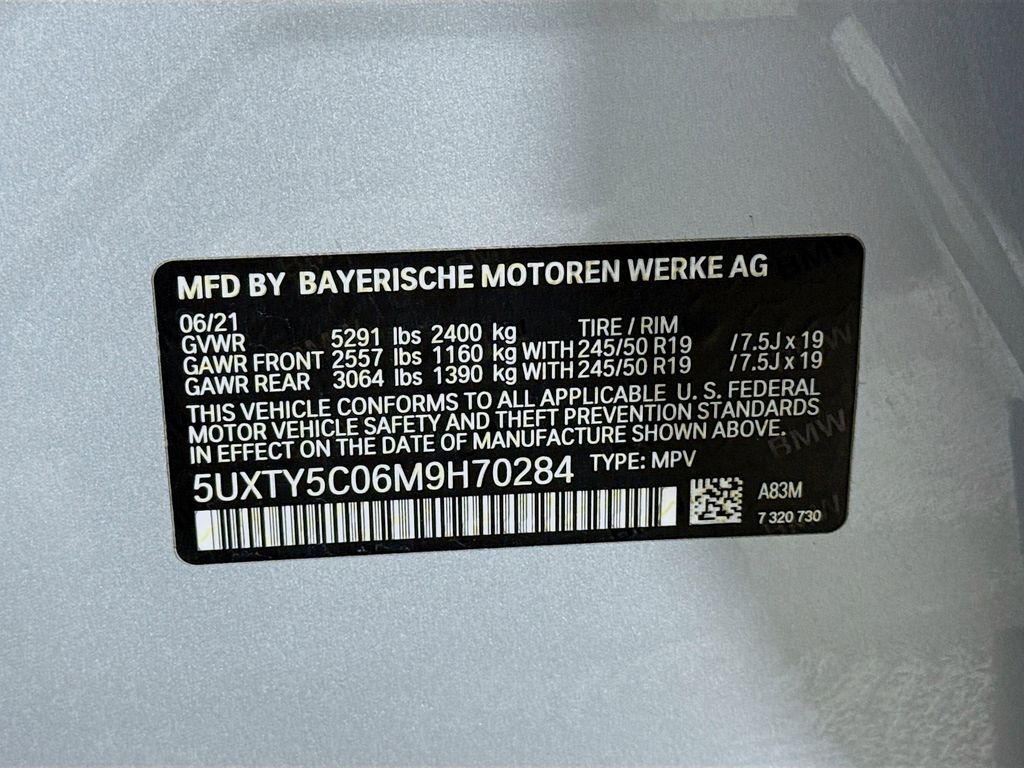 MFD BY BAYERISCHE MOTOREN WERKE AG
06/21 TIRE / RIM
GVWR 5291 lbs 2400 kg
GAWR FRONT 2557 lbs 1160 kg WITH 245/50 R19 /7.5J x 19
GAWR REAR 3064 lbs 1390 kg WITH 245/50 R19 /7.5J x 19
THIS VEHICLE CONFORMS TO ALL APPLICABLE U. S. FEDERAL
MOTOR VEHICLE SAFETY AND THEFT PREVENTION STANDARDS
IN EFFECT ON THE DATE OF MANUFACTURE SHOWN ABOVE.
5UXTY5C06M9H70284 TYPE: MPV
A83M
7 320 730
BMW